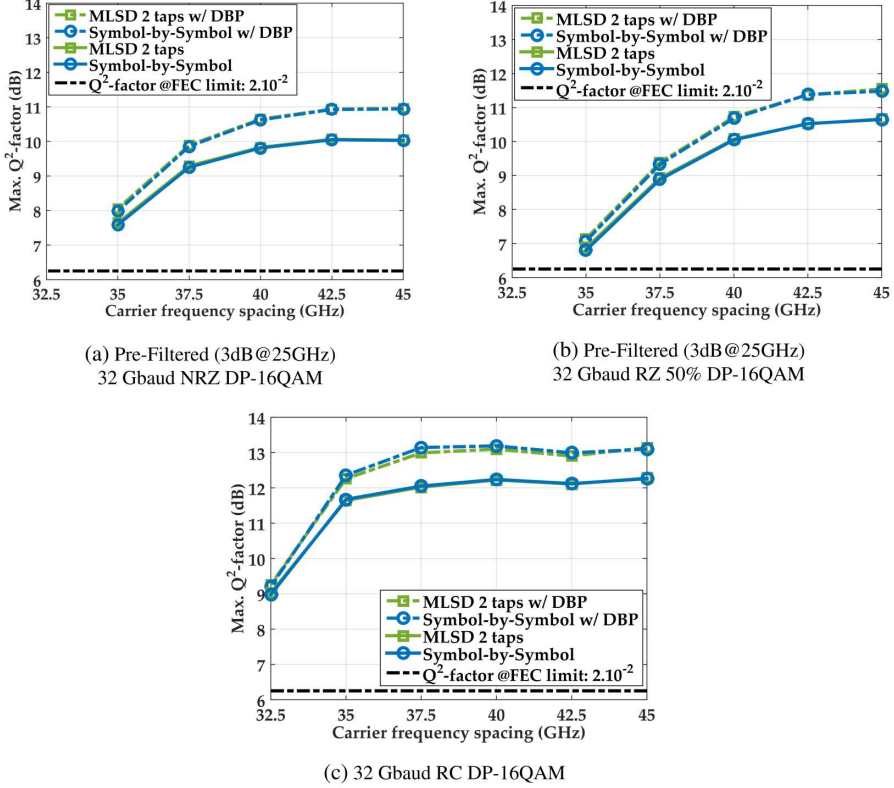 14
13
12
11
10
9
8
7
6
Max. Q²-factor (dB)
MLSD 2 taps w/ DBP
Symbol-by-Symbol w/ DBP
MLSD 2 taps
Symbol-by-Symbol
Q²-factor @FEC limit: 2.10⁻²
32.5 35 37.5 40 42.5 45
Carrier frequency spacing (GHz)
(a) Pre-Filtered (3dB@25GHz)
32 Gbaud NRZ DP-16QAM
14
13
12
11
10
9
8
7
6
Max. Q²-factor (dB)
MLSD 2 taps w/ DBP
Symbol-by-Symbol w/ DBP
MLSD 2 taps
Symbol-by-Symbol
Q²-factor @FEC limit: 2.10⁻²
32.5 35 37.5 40 42.5 45
Carrier frequency spacing (GHz)
(b) Pre-Filtered (3dB@25GHz)
32 Gbaud RZ 50% DP-16QAM
14
13
12
11
10
9
8
7
6
Max. Q²-factor (dB)
MLSD 2 taps w/ DBP
Symbol-by-Symbol w/ DBP
MLSD 2 taps
Symbol-by-Symbol
Q²-factor @FEC limit: 2.10⁻²
32.5 35 37.5 40 42.5 45
Carrier frequency spacing (GHz)
(c) 32 Gbaud RC DP-16QAM